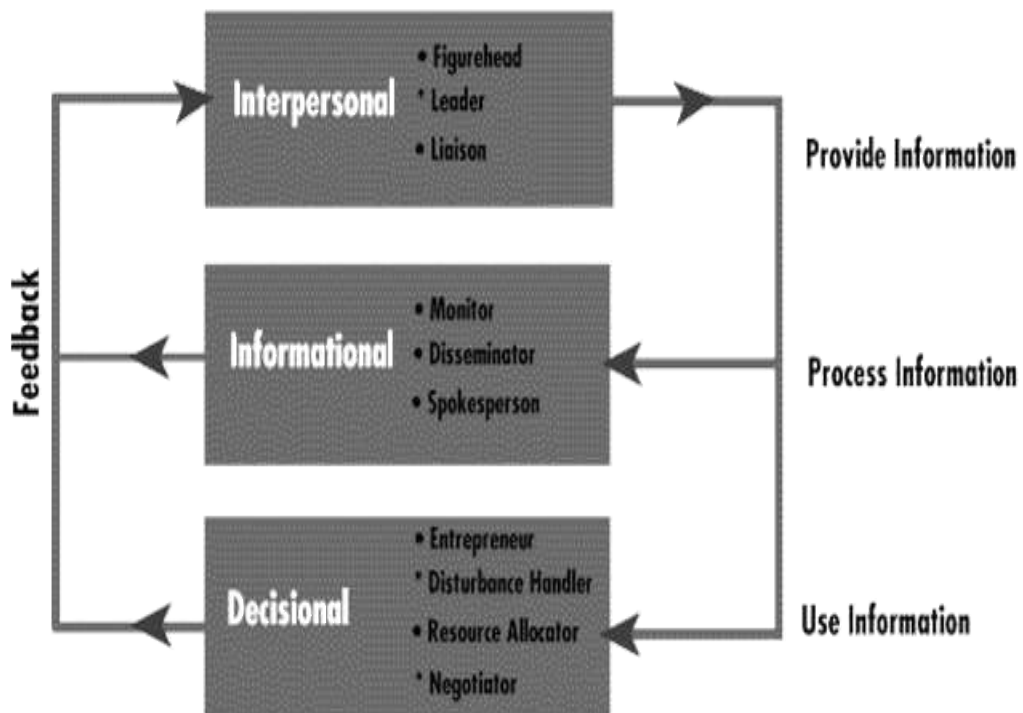 Interpersonal
• Figurehead
• Leader
• Liaison
Provide Information
Feedback
Informational
• Monitor
• Disseminator
• Spokesperson
Process Information
Decisional
• Entrepreneur
• Disturbance Handler
• Resource Allocator
• Negotiator
Use Information